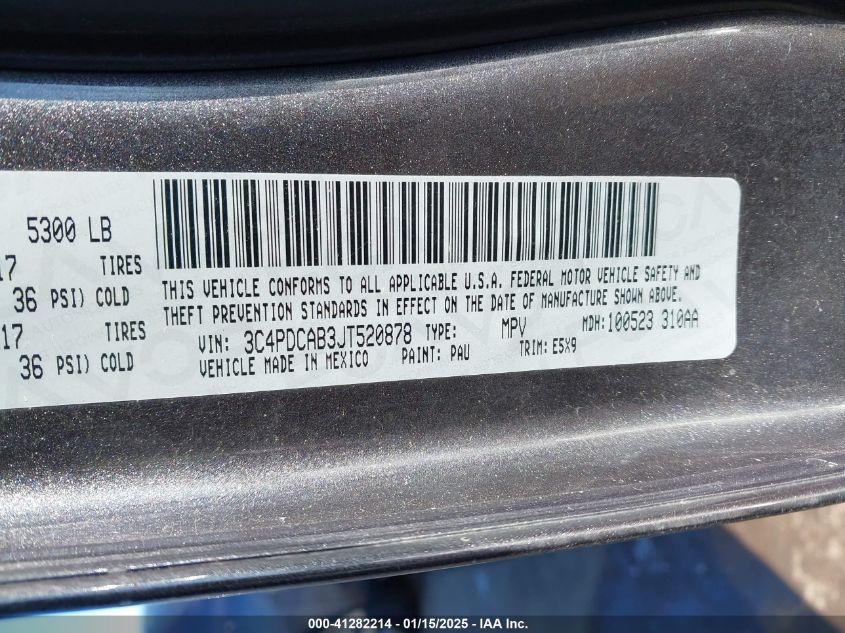 5300 LB
17 TIRES
36 PSI) COLD
17 TIRES
36 PSI) COLD
THIS VEHICLE CONFORMS TO ALL APPLICABLE U.S.A. FEDERAL MOTOR VEHICLE SAFETY AND
THEFT PREVENTION STANDARDS IN EFFECT ON THE DATE OF MANUFACTURE SHOWN ABOVE.
VIN: 3C4PDCAB3JT520878 TYPE: MPV MDH:100523 310AA
VEHICLE MADE IN MEXICO PAINT: PAU TRIM: E5X9
000-41282214 - 01/15/2025 - IAA Inc.